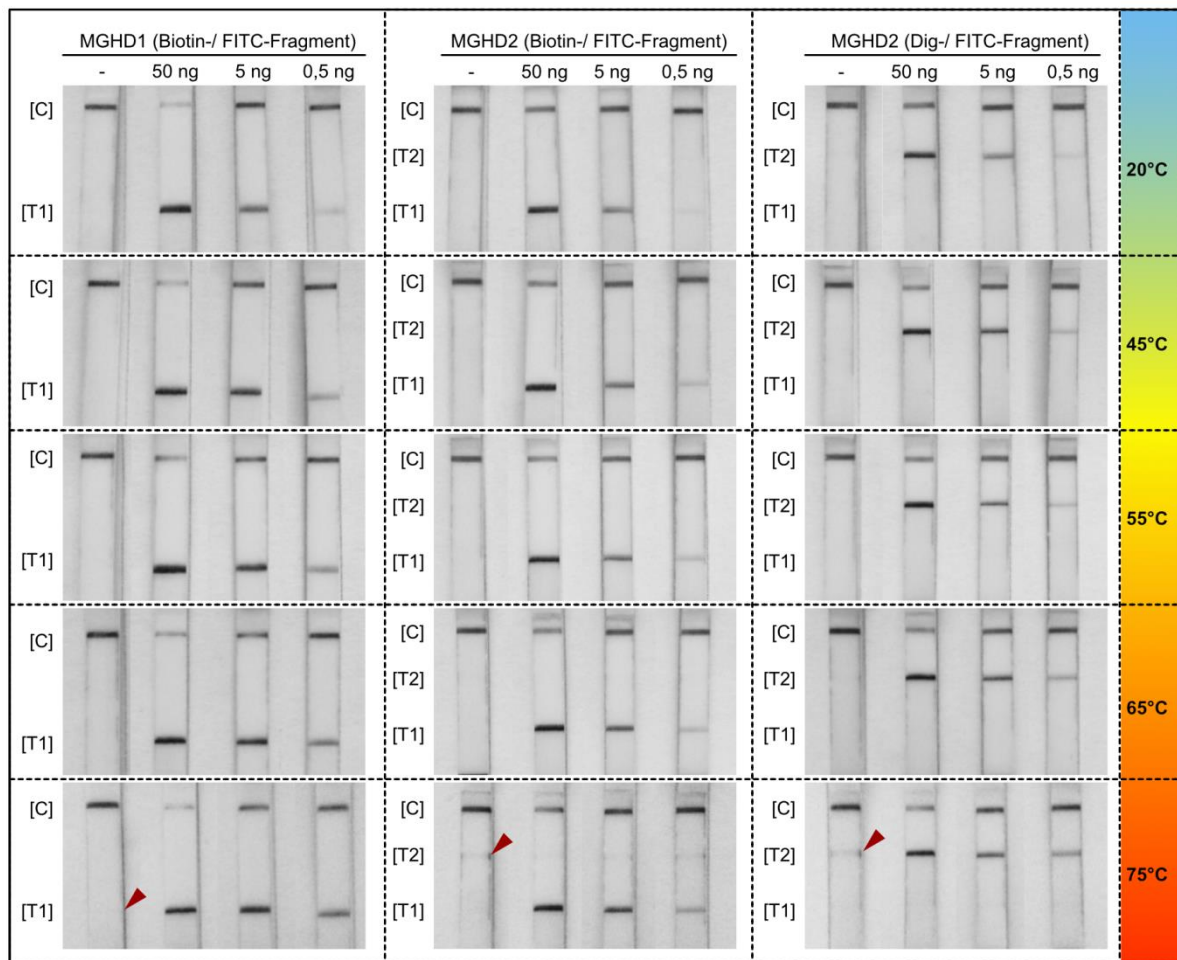 MGHD1 (Biotin-/ FITC-Fragment) MGHD2 (Biotin-/ FITC-Fragment) MGHD2 (Dig-/ FITC-Fragment)
- 50 ng 5 ng 0,5 ng - 50 ng 5 ng 0,5 ng - 50 ng 5 ng 0,5 ng
[C] [C] [C]
[T2] [T2]
20°C
[T1] [T1] [T1]
[C] [C] [C]
[T2] [T2]
45°C
[T1] [T1] [T1]
[C] [C] [C]
[T2] [T2]
55°C
[T1] [T1] [T1]
[C] [C] [C]
[T2] [T2]
65°C
[T1] [T1] [T1]
[C] [C] [C]
[T2] [T2]
75°C
[T1] [T1] [T1]